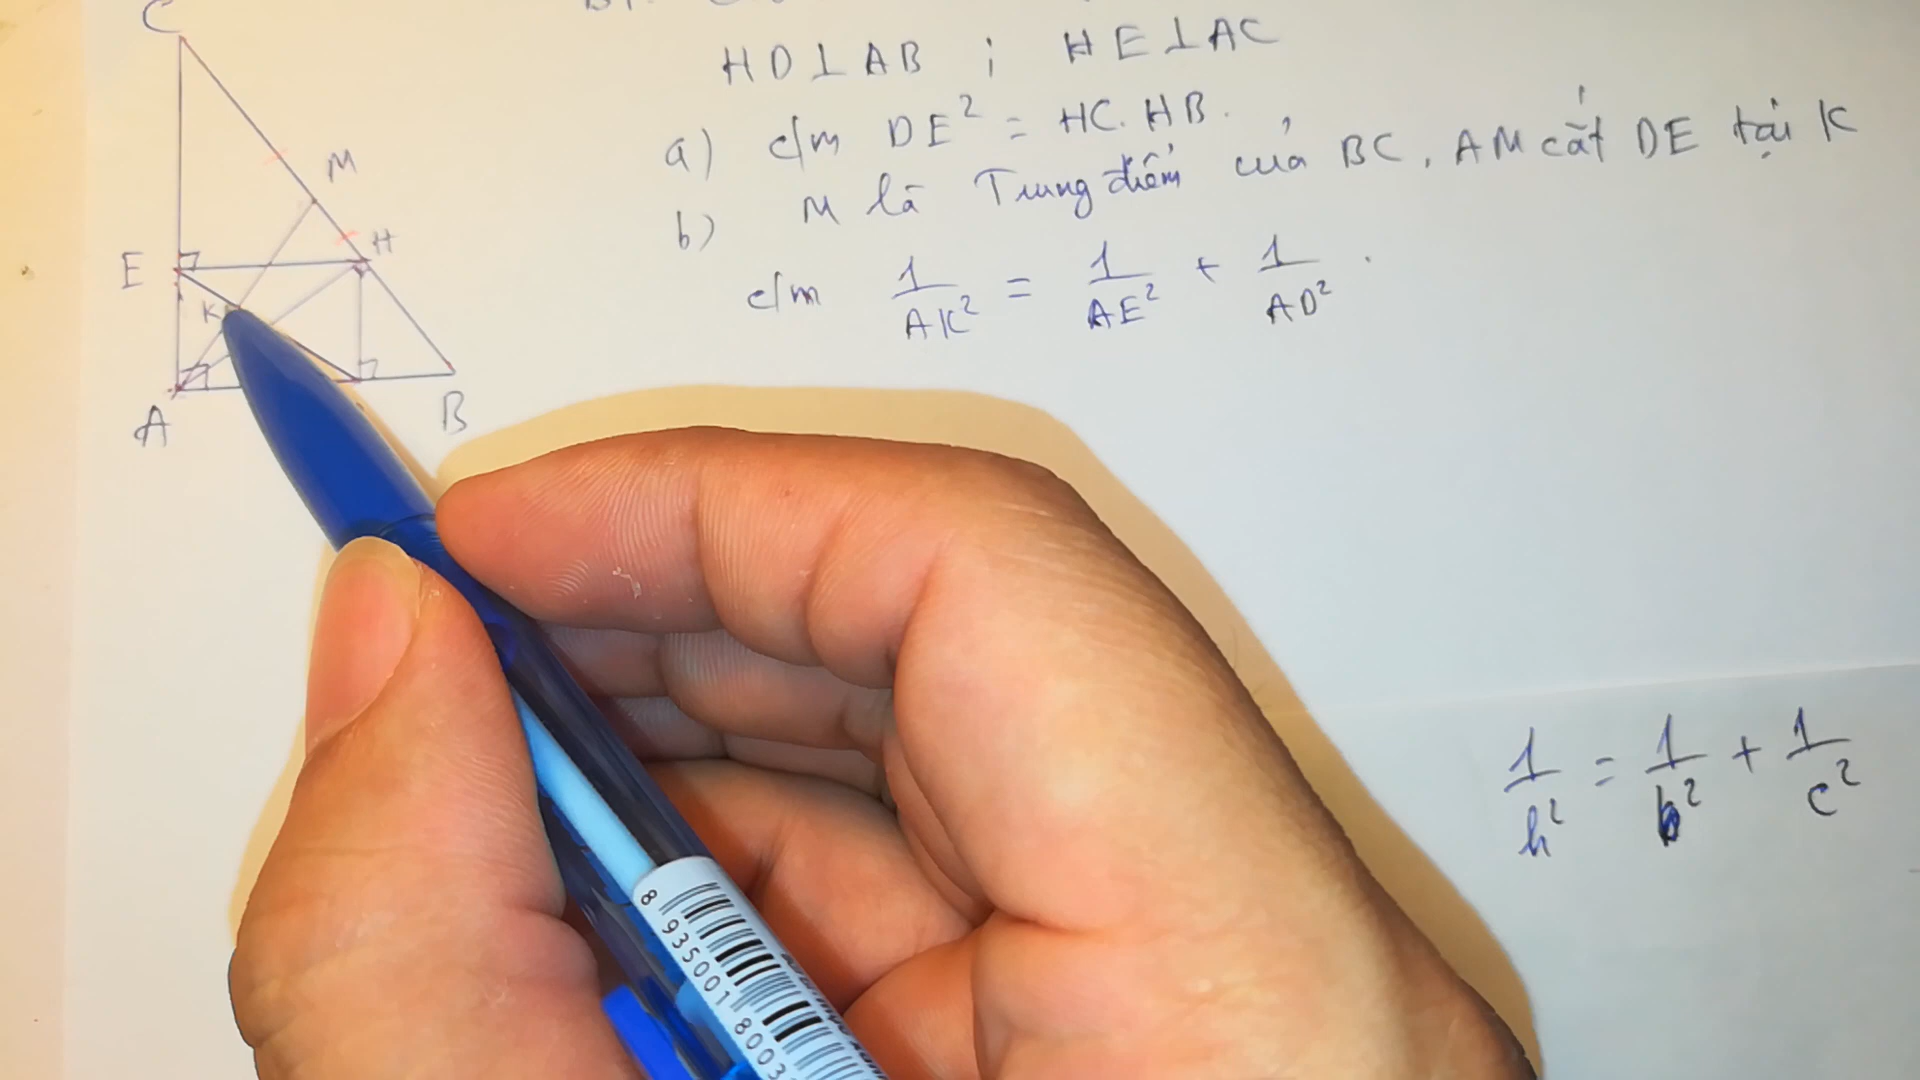 HD⊥AB ; HE⊥AC
a) c/m DE² = HC. HB.
b) M là Trung điểm của BC, AM cắt DE tại K
c/m 1/AK² = 1/AE² + 1/AD².
C
M
H
E
K
A
B
1/h² = 1/b² + 1/c²
8 935001 8003